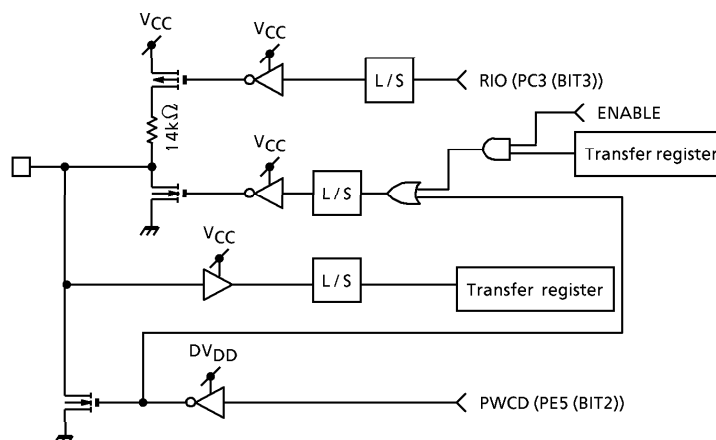 VCC
VCC
L/S
RIO (PC3 (BIT3))
14kΩ
ENABLE
Transfer register
VCC
L/S
VCC
L/S
Transfer register
DVDD
PWCD (PE5 (BIT2))